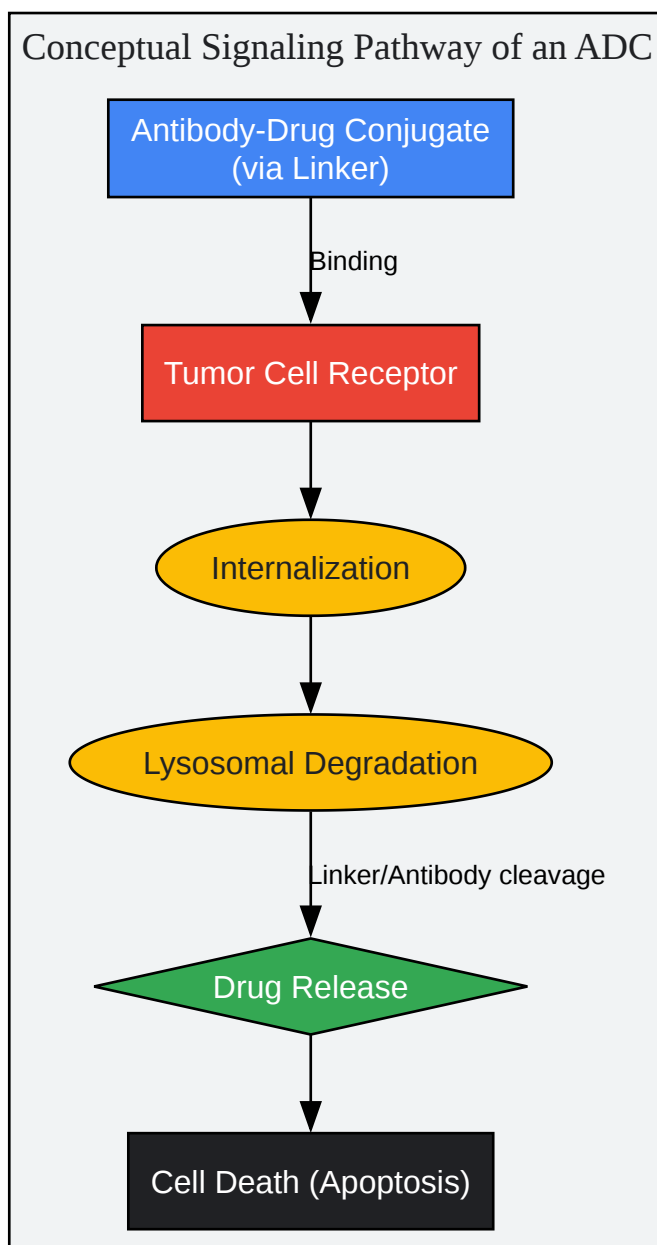 Conceptual Signaling Pathway of an ADC
Antibody-Drug Conjugate
(via Linker)
Binding
Tumor Cell Receptor
Internalization
Lysosomal Degradation
Linker/Antibody cleavage
Drug Release
Cell Death (Apoptosis)